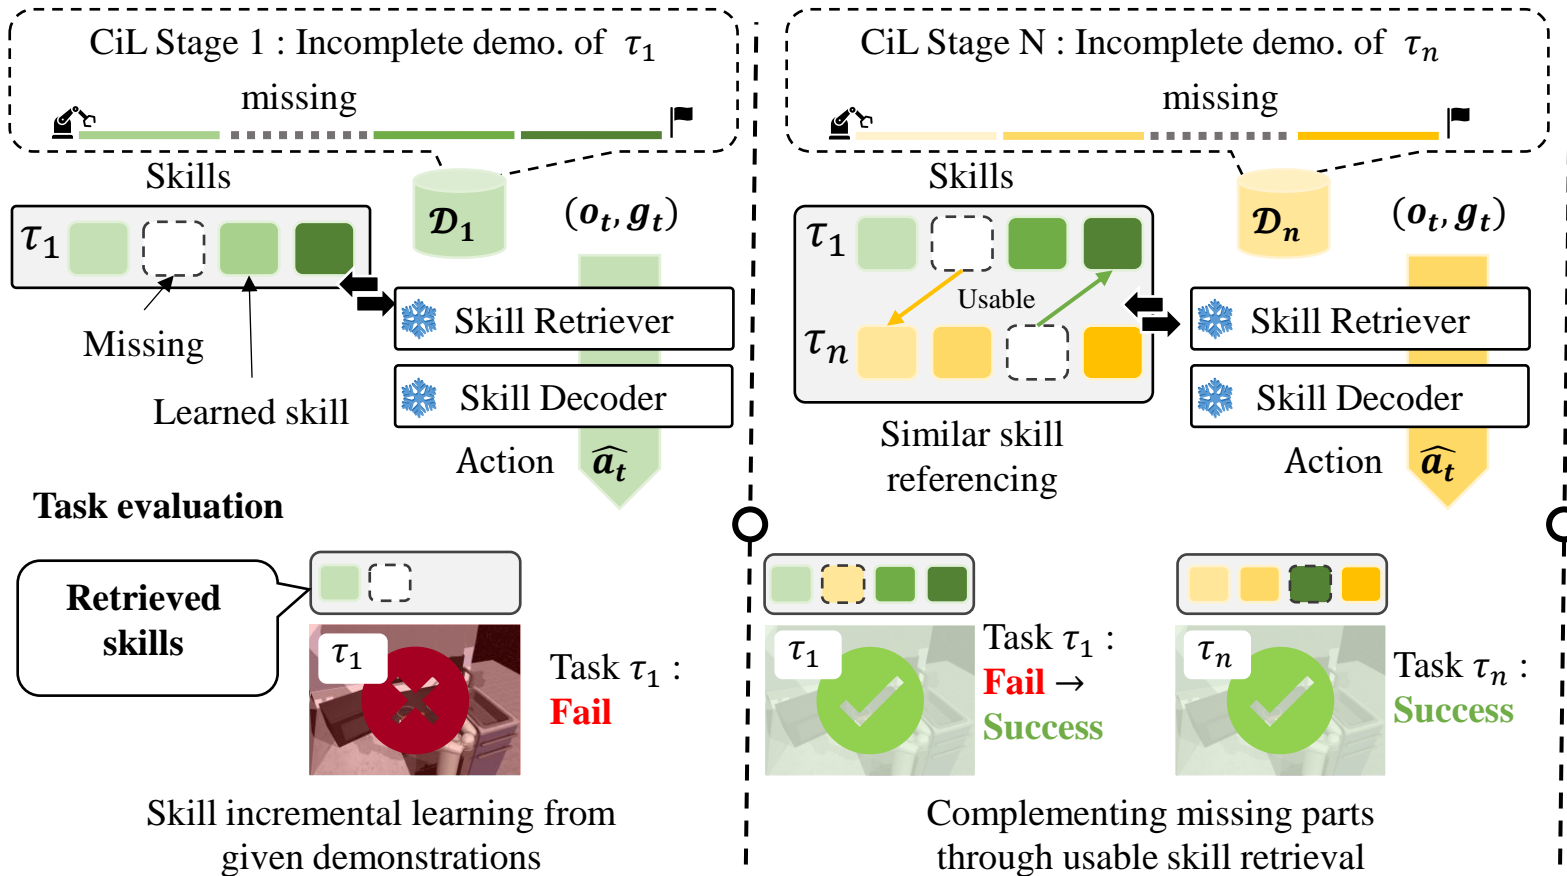 CiL Stage 1 : Incomplete demo. of τ₁
missing
Skills
τ₁
𝓓₁
(oₜ, gₜ)
Missing
Learned skill
Skill Retriever
Skill Decoder
Action âₜ
Task evaluation
Retrieved
skills
τ₁
Task τ₁ :
Fail
Skill incremental learning from
given demonstrations
CiL Stage N : Incomplete demo. of τₙ
missing
Skills
τ₁
Usable
τₙ
𝓓ₙ
(oₜ, gₜ)
Skill Retriever
Skill Decoder
Similar skill
referencing
Action âₜ
τ₁
Task τ₁ :
Fail →
Success
τₙ
Task τₙ :
Success
Complementing missing parts
through usable skill retrieval